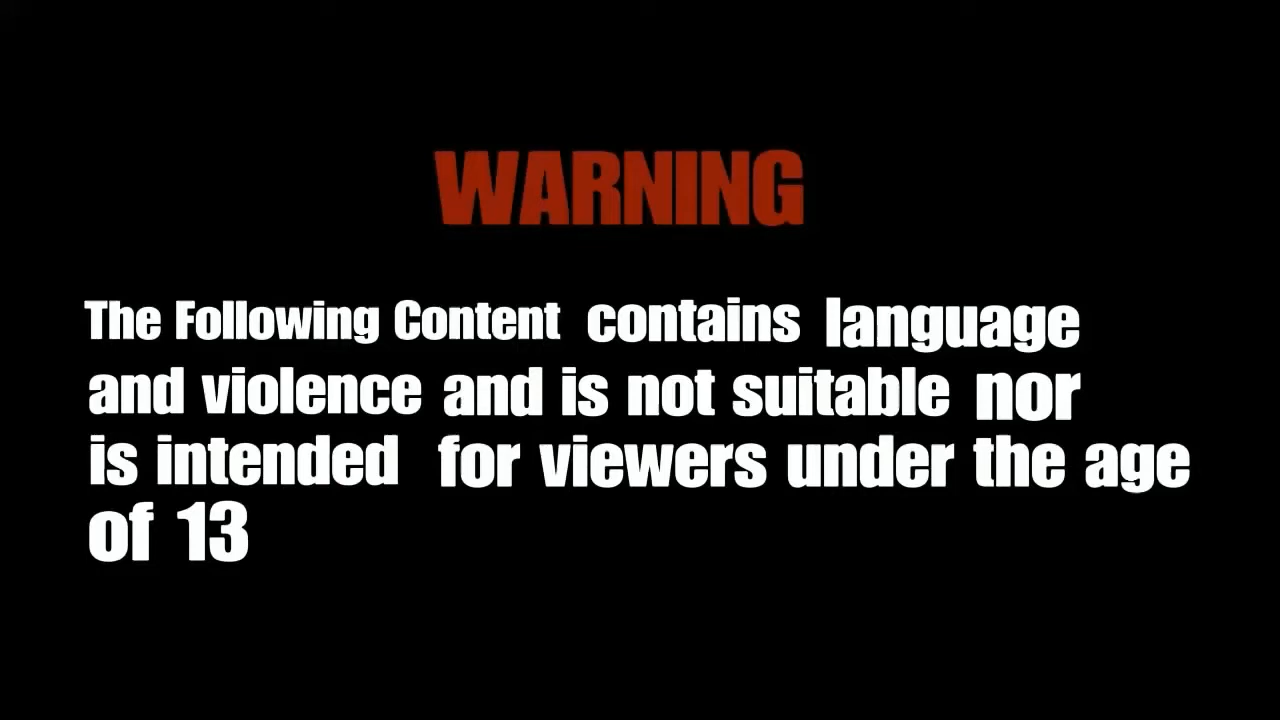 WARNING
The Following Content contains language
and violence and is not suitable nor
is intended for viewers under the age
of 13